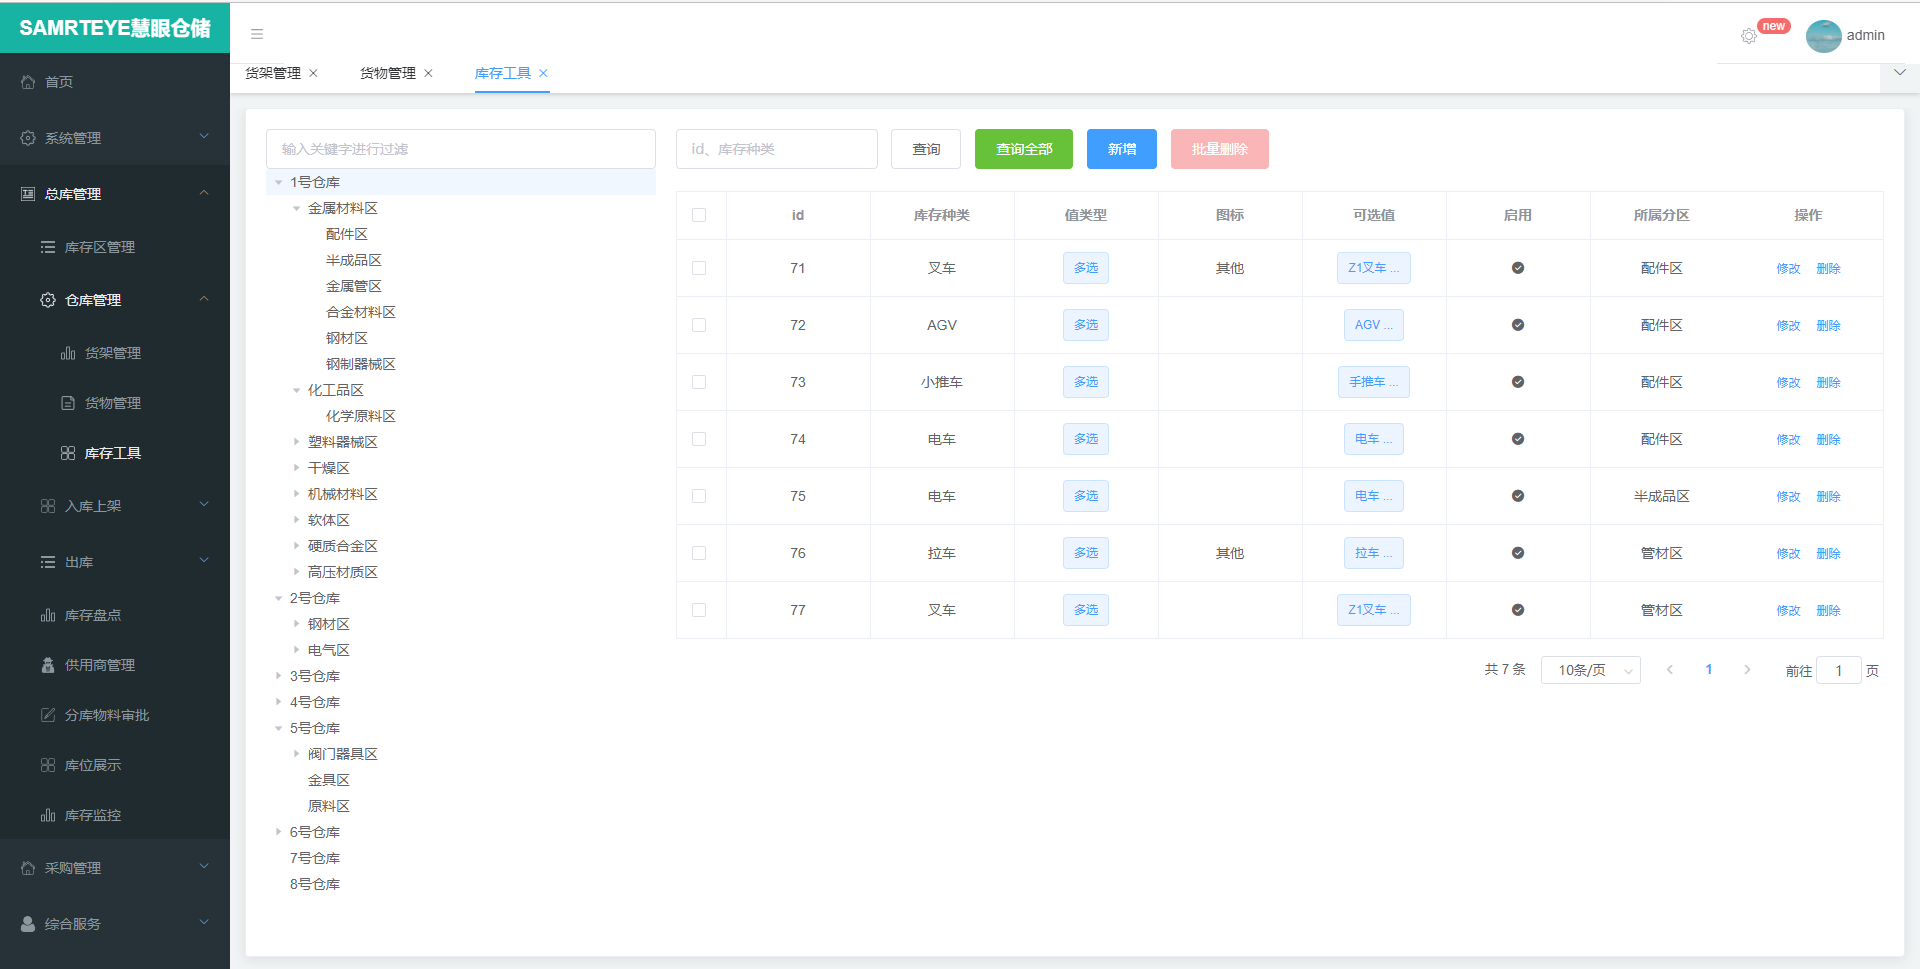 SAMRTEYE慧眼仓储
首页
系统管理
总库管理
库存区管理
仓库管理
货架管理
货物管理
库存工具
入库上架
出库
库存盘点
供用商管理
分库物料审批
库位展示
库存监控
采购管理
综合服务
new
admin
货架管理 货物管理 库存工具
输入关键字进行过滤
1号仓库
金属材料区
配件区
半成品区
金属管区
合金材料区
钢材区
钢制器械区
化工品区
化学原料区
塑料器械区
干燥区
机械材料区
软体区
硬质合金区
高压材质区
2号仓库
钢材区
电气区
3号仓库
4号仓库
5号仓库
阀门器具区
金具区
原料区
6号仓库
7号仓库
8号仓库
id、库存种类 查询 查询全部 新增 批量删除
id 库存种类 值类型 图标 可选值 启用 所属分区 操作
71 叉车 多选 其他 Z1叉车 ... 配件区 修改 删除
72 AGV 多选 AGV ... 配件区 修改 删除
73 小推车 多选 手推车 ... 配件区 修改 删除
74 电车 多选 电车 ... 配件区 修改 删除
75 电车 多选 电车 ... 半成品区 修改 删除
76 拉车 多选 其他 拉车 ... 管材区 修改 删除
77 叉车 多选 Z1叉车 ... 管材区 修改 删除
共 7 条 10条/页 1 前往 1 页